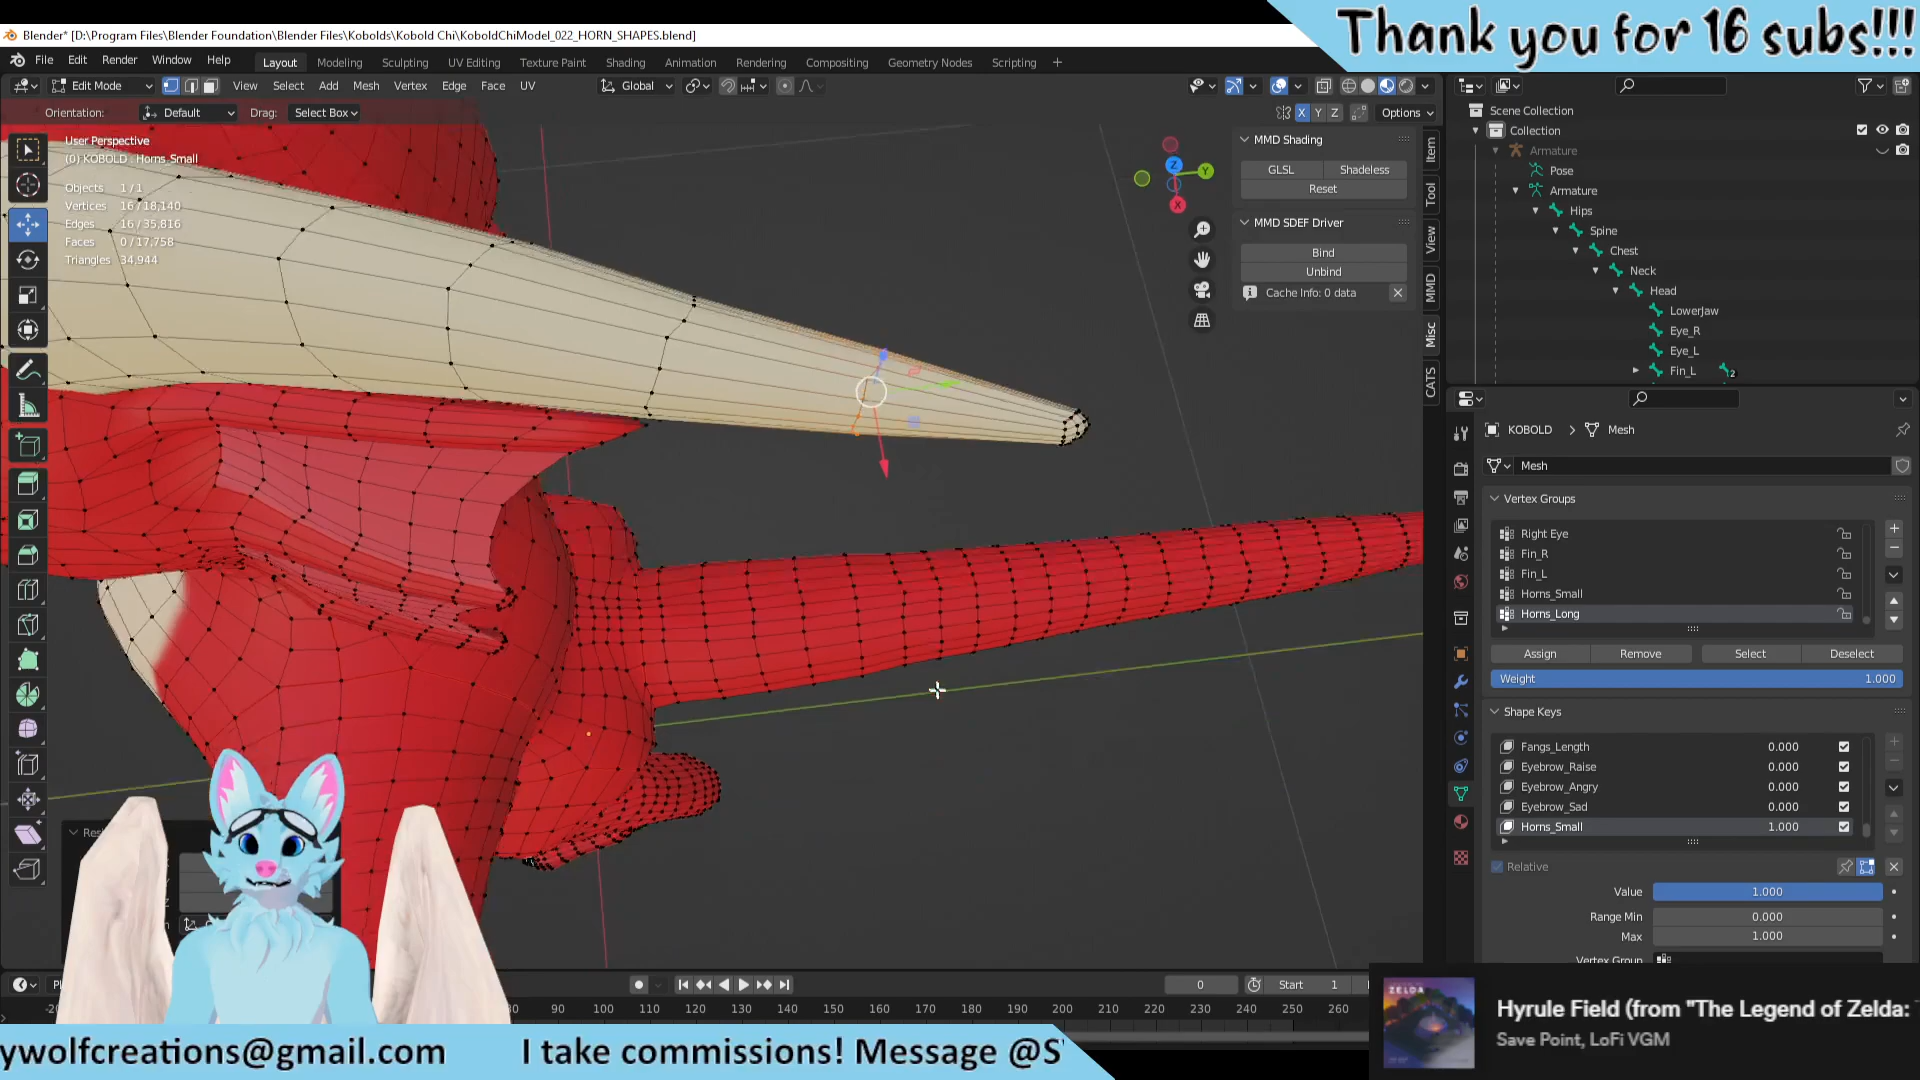 Thank you for 16 subs!!!
Blender* [D:\Program Files\Blender Foundation\Blender Files\Kobolds\Kobold Chi\KoboldChiModel_022_HORN_SHAPES.blend]
File Edit Render Window Help Layout Modeling Sculpting UV Editing Texture Paint Shading Animation Rendering Compositing Geometry Nodes Scripting +
Edit Mode View Select Add Mesh Vertex Edge Face UV Global
Orientation: Default Drag: Select Box X Y Z Options
User Perspective
(0) KOBOLD : Horns_Small
Objects 1/1
Vertices 16/18,140
Edges 16/35,816
Faces 0/17,758
Triangles 34,944
Z
Y
X
MMD Shading
GLSL Shadeless
Reset
MMD SDEF Driver
Bind
Unbind
Cache Info: 0 data
Item
Tool
View
MMD
Misc
CATS
Scene Collection
Collection
Armature
Pose
Armature
Hips
Spine
Chest
Neck
Head
LowerJaw
Eye_R
Eye_L
Fin_L 2
KOBOLD > Mesh
Mesh
Vertex Groups
Right Eye
Fin_R
Fin_L
Horns_Small
Horns_Long
Assign Remove Select Deselect
Weight 1.000
Shape Keys
Fangs_Length 0.000
Eyebrow_Raise 0.000
Eyebrow_Angry 0.000
Eyebrow_Sad 0.000
Horns_Small 1.000
Relative
Value 1.000
Range Min 0.000
Max 1.000
Vertex Group
0 Start 1
80 90 100 110 120 130 140 150 160 170 180 190 200 210 220 230 240 250 260
Hyrule Field (from "The Legend of Zelda:
Save Point, LoFi VGM
ZELDA
ywolfcreations@gmail.com I take commissions! Message @S